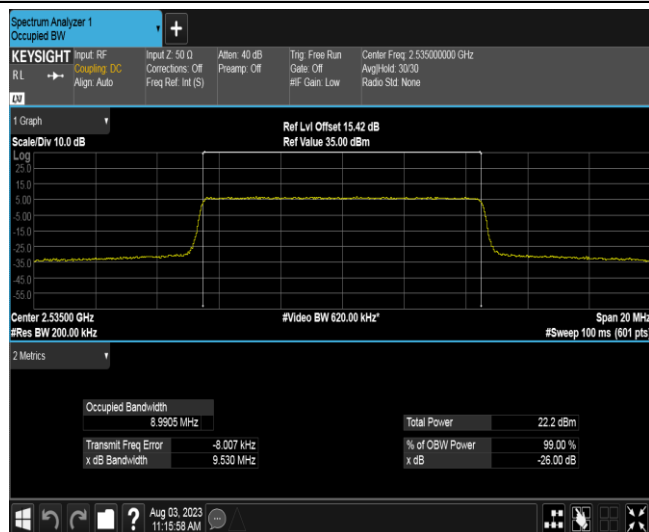 Spectrum Analyzer 1
Occupied BW
KEYSIGHT Input: RF Input Z: 50 Ω Atten: 40 dB Trig: Free Run Center Freq: 2.535000000 GHz
RL Coupling: DC Corrections: Off Preamp: Off Gate: Off Avg|Hold: 30/30
Align: Auto Freq Ref: Int (S) #IF Gain: Low Radio Std: None
LXI
1 Graph
Ref Lvl Offset 15.42 dB
Scale/Div 10.0 dB Ref Value 35.00 dBm
Log
25.0
15.0
5.00
-5.00
-15.0
-25.0
-35.0
-45.0
-55.0
Center 2.53500 GHz #Video BW 620.00 kHz* Span 20 MHz
#Res BW 200.00 kHz #Sweep 100 ms (601 pts)
2 Metrics
Occupied Bandwidth
8.9905 MHz Total Power 22.2 dBm
Transmit Freq Error -8.007 kHz % of OBW Power 99.00 %
x dB Bandwidth 9.530 MHz x dB -26.00 dB
? Aug 03, 2023
11:15:58 AM